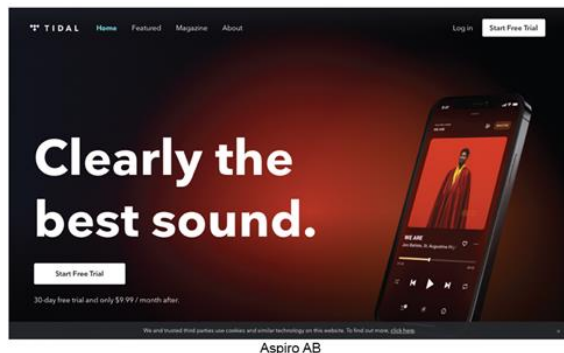 TIDAL Home Featured Magazine About Log in Start Free Trial
Clearly the
best sound.
WE ARE
Start Free Trial
30-day free trial and only $9.99 / month after.
We and trusted third parties use cookies and similar technology on this website. To find out more, click here.
Aspiro AB